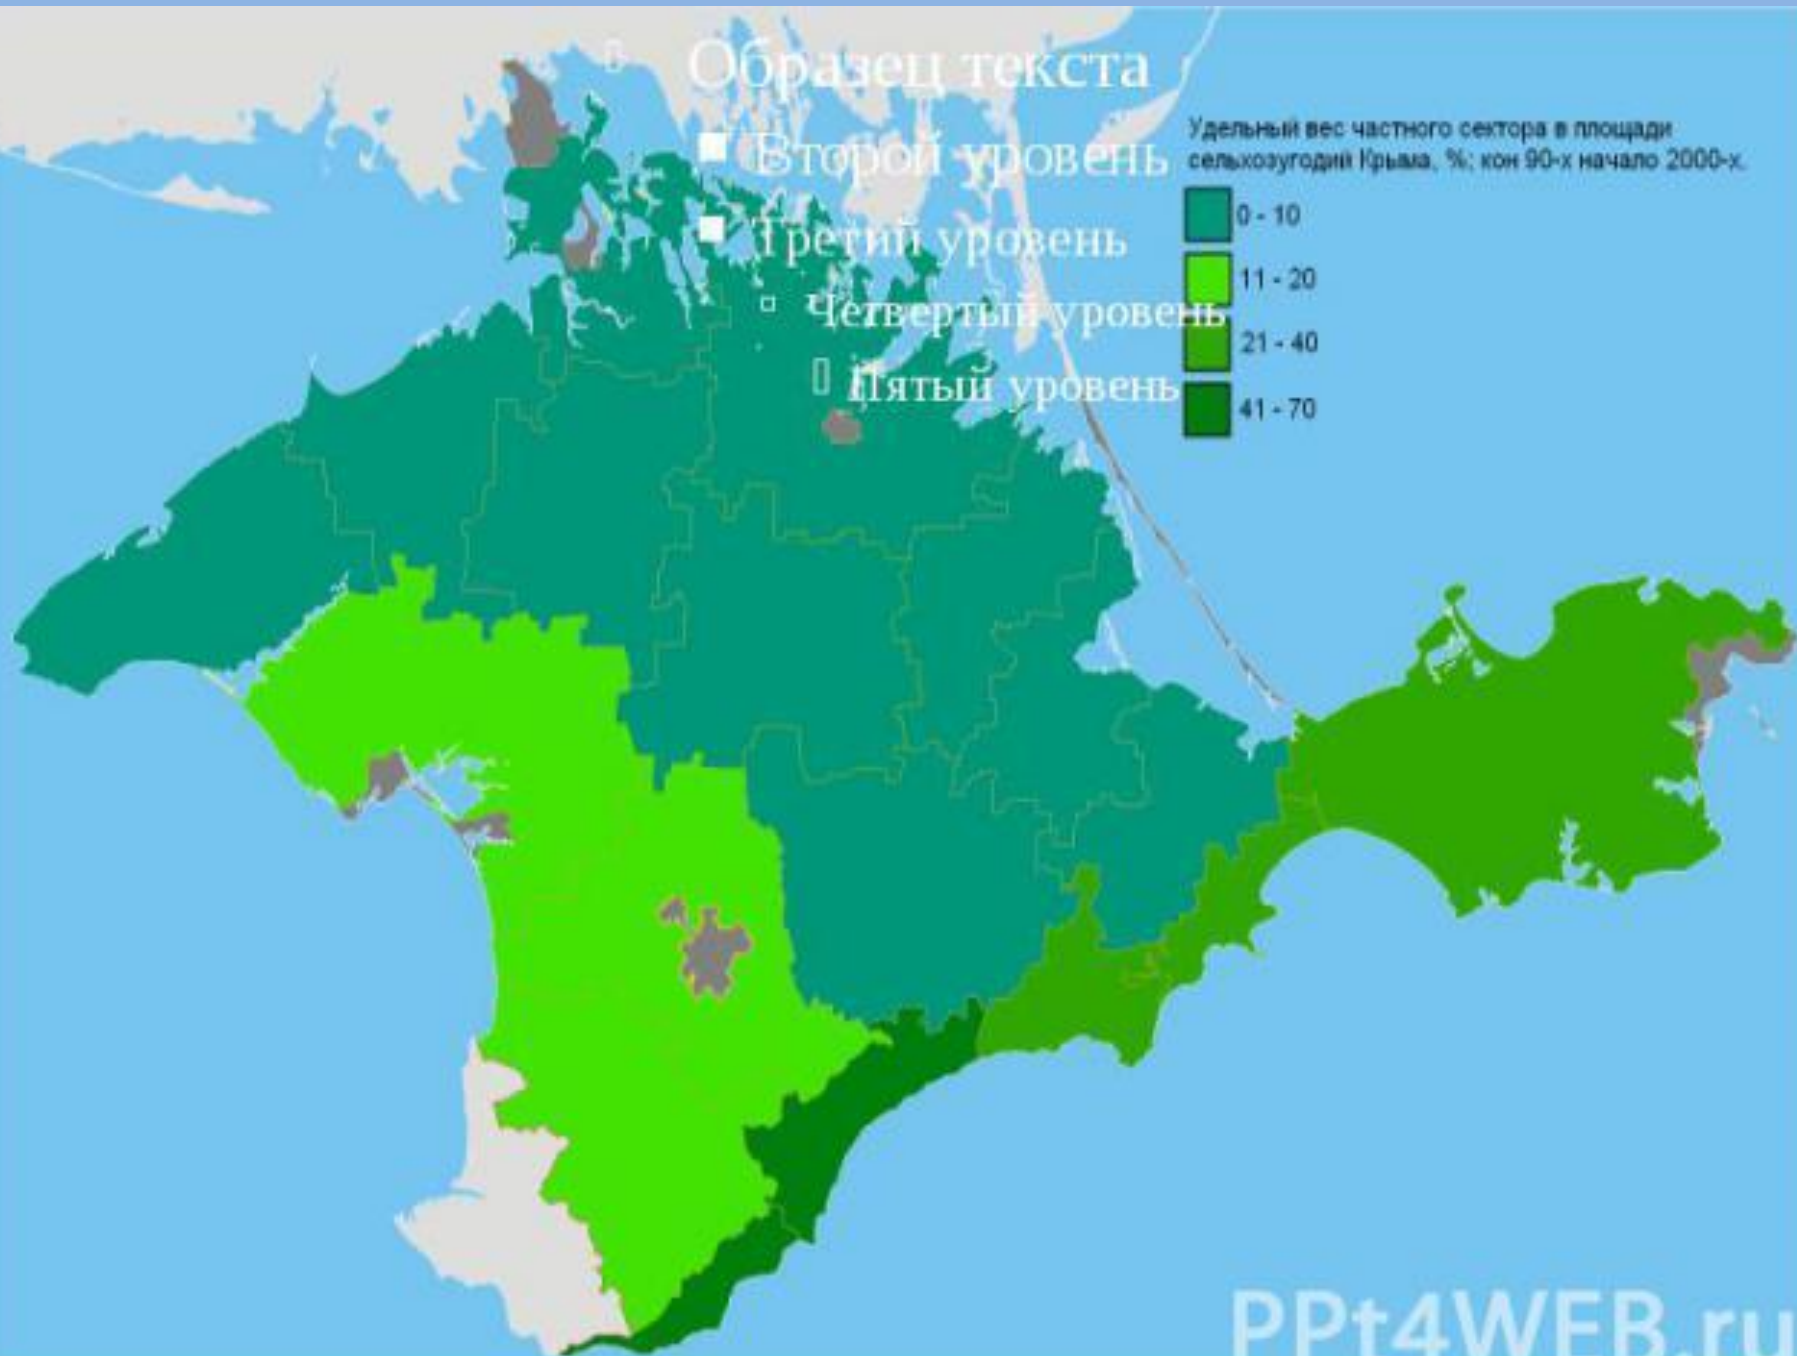 Образец текста
Второй уровень
Третий уровень
Четвертый уровень
Пятый уровень
Удельный вес частного сектора в площади
сельхозугодий Крыма, %; кон 90-х начало 2000-х.
0 - 10
11 - 20
21 - 40
41 - 70
PPt4WEB.ru